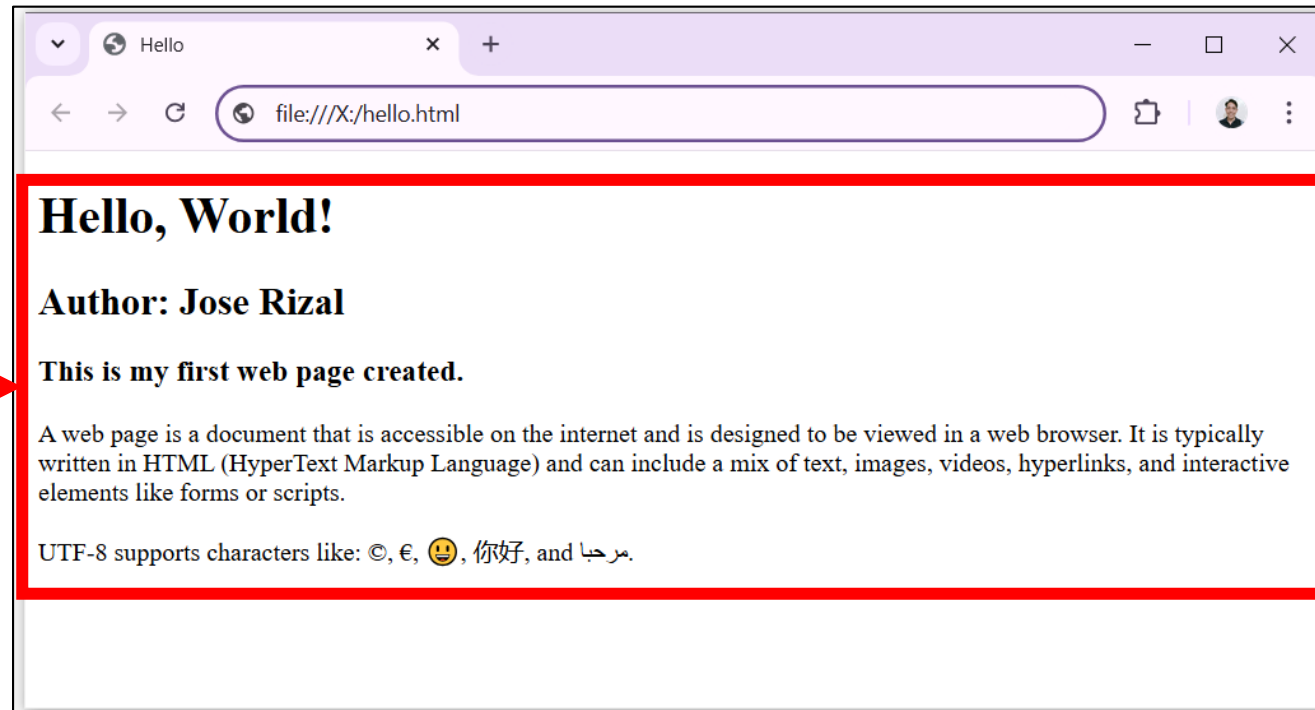 Hello
file:///X:/hello.html
Hello, World!
Author: Jose Rizal
This is my first web page created.
A web page is a document that is accessible on the internet and is designed to be viewed in a web browser. It is typically
written in HTML (HyperText Markup Language) and can include a mix of text, images, videos, hyperlinks, and interactive
elements like forms or scripts.
UTF-8 supports characters like: ©, €, 😃, 你好, and مرحبا.